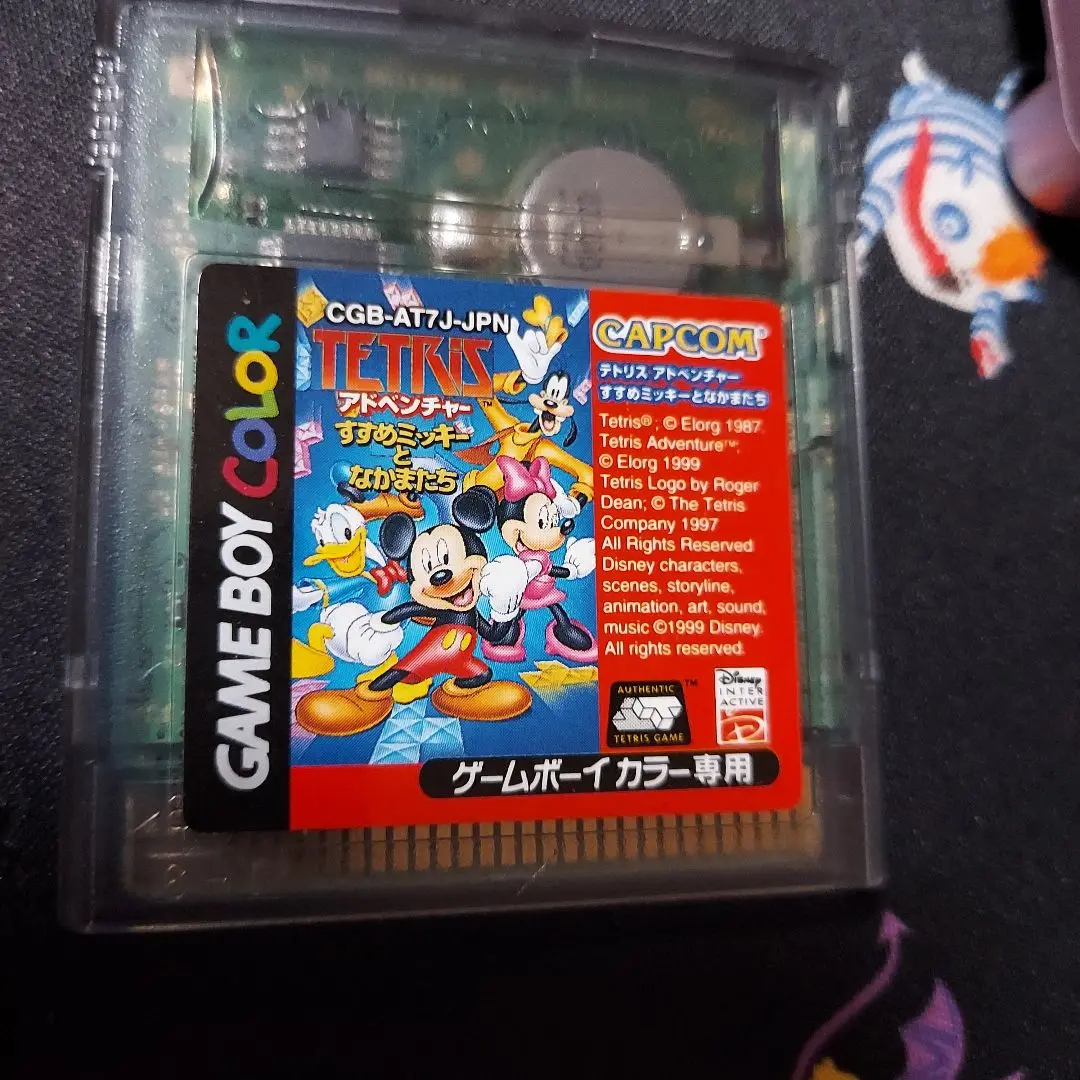 GAME BOY COLOR
CGB-AT7J-JPN
TETRIS™
アドベンチャー
すすめミッキー
と
なかまたち
CAPCOM®
テトリス アドベンチャー
すすめミッキーとなかまたち
Tetris®; © Elorg 1987.
Tetris Adventure™;
© Elorg 1999
Tetris Logo by Roger
Dean; © The Tetris
Company 1997
All Rights Reserved
Disney characters,
scenes, storyline,
animation, art, sound,
music ©1999 Disney.
All rights reserved.
AUTHENTIC ™
TETRIS GAME
Disney
INTER
ACTIVE
D
ゲームボーイ カラー専用